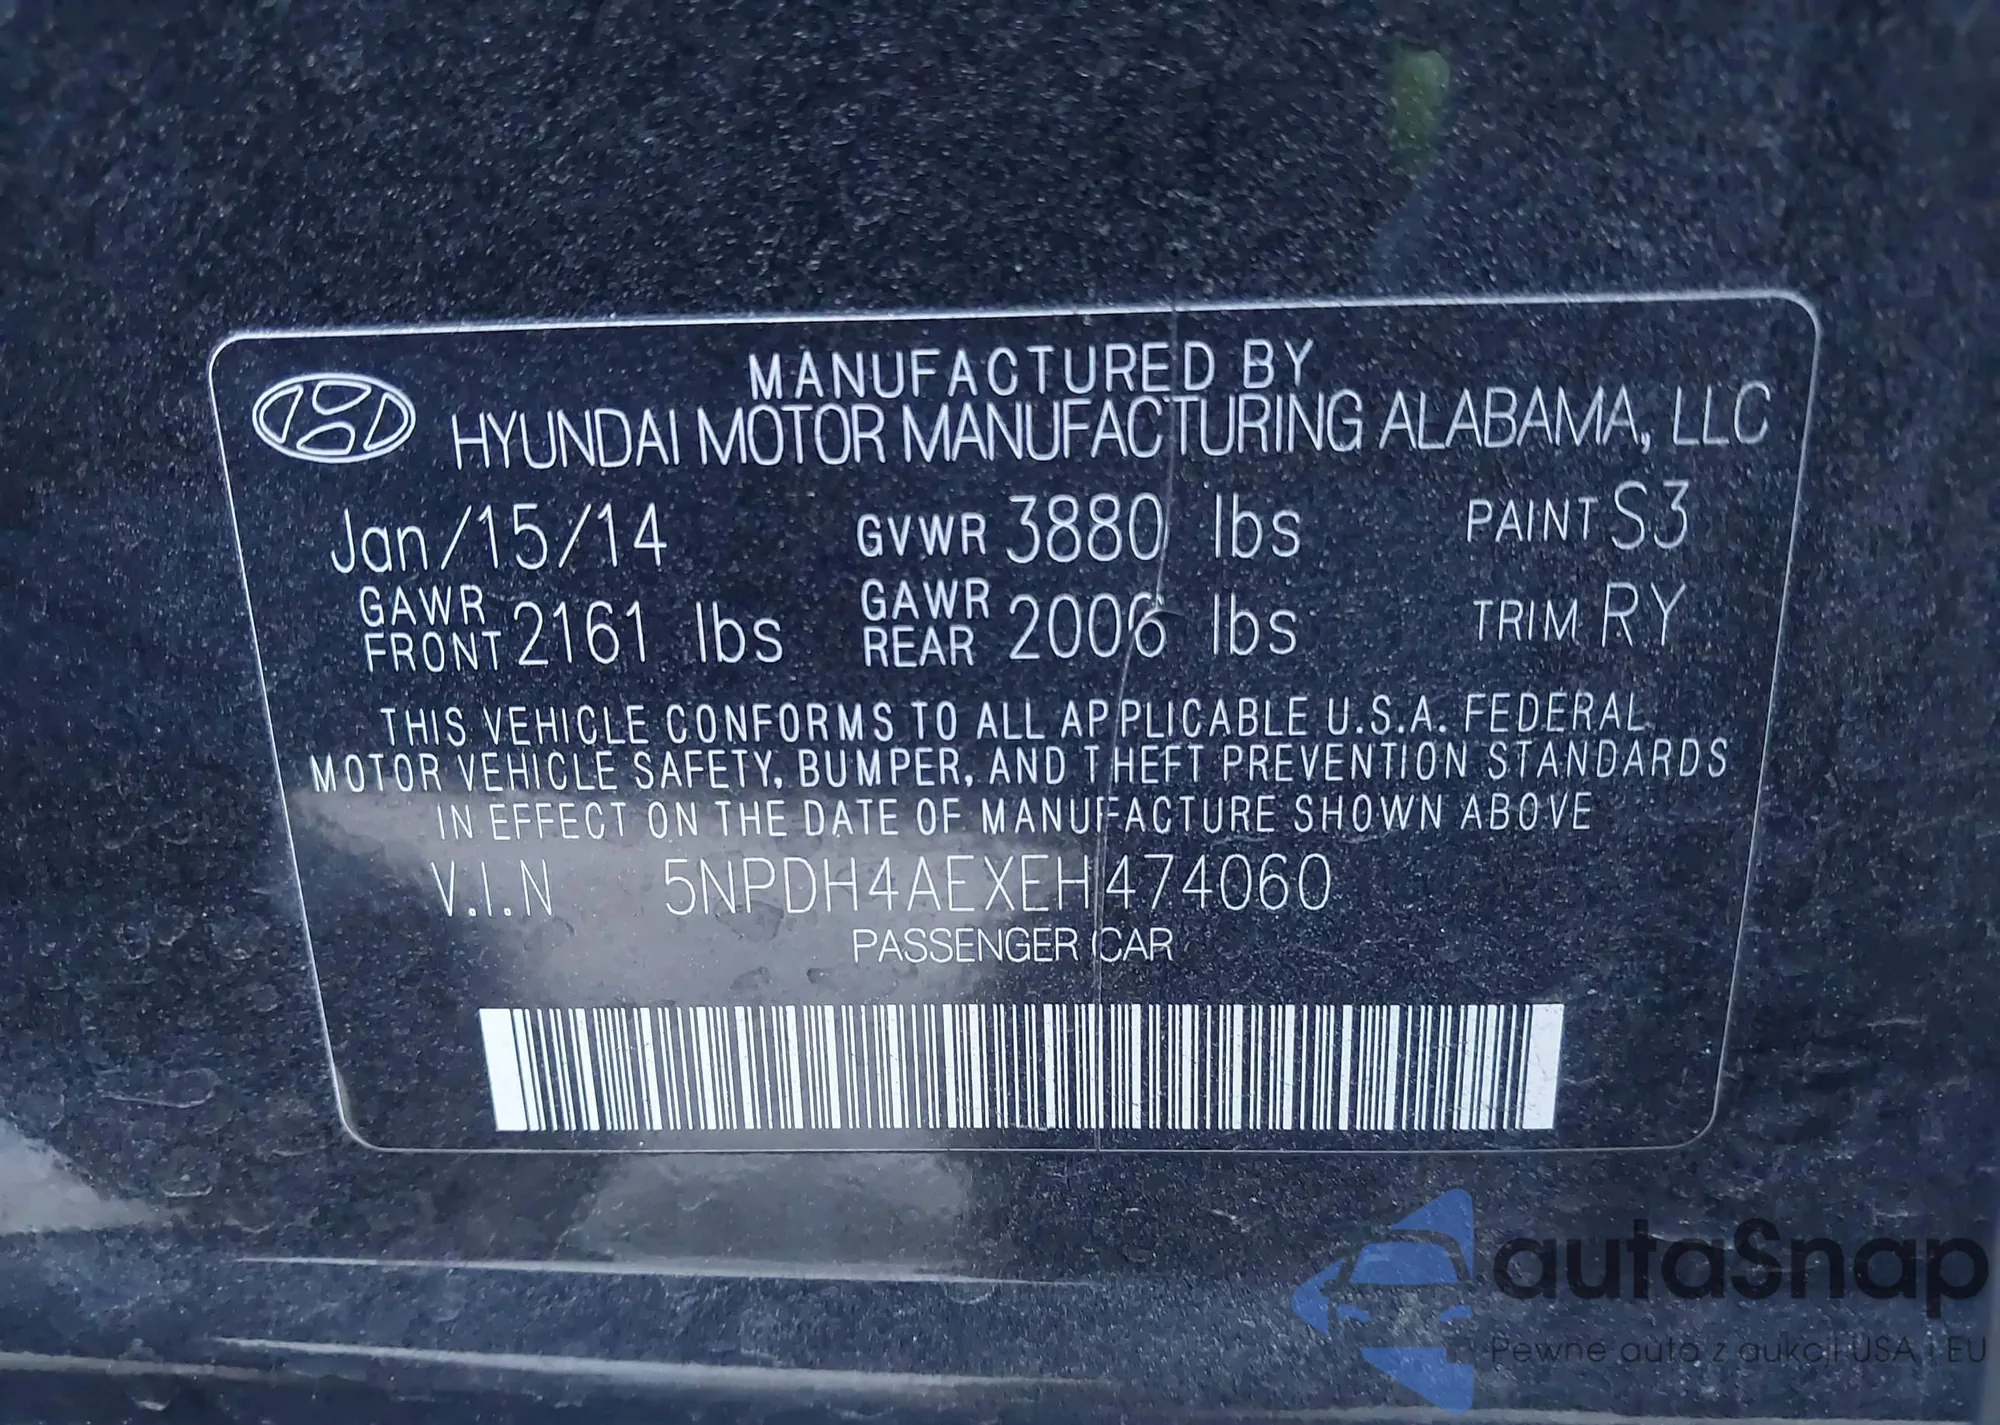 MANUFACTURED BY
HYUNDAI MOTOR MANUFACTURING ALABAMA, LLC
Jan/15/14 GVWR 3880 lbs PAINT S3
GAWR FRONT 2161 lbs GAWR REAR 2006 lbs TRIM RY
THIS VEHICLE CONFORMS TO ALL APPLICABLE U.S.A. FEDERAL
MOTOR VEHICLE SAFETY, BUMPER, AND THEFT PREVENTION STANDARDS
IN EFFECT ON THE DATE OF MANUFACTURE SHOWN ABOVE
V.I.N 5NPDH4AEXEH474060
PASSENGER CAR
autaSnap
Pewne auta z aukcji USA i EU